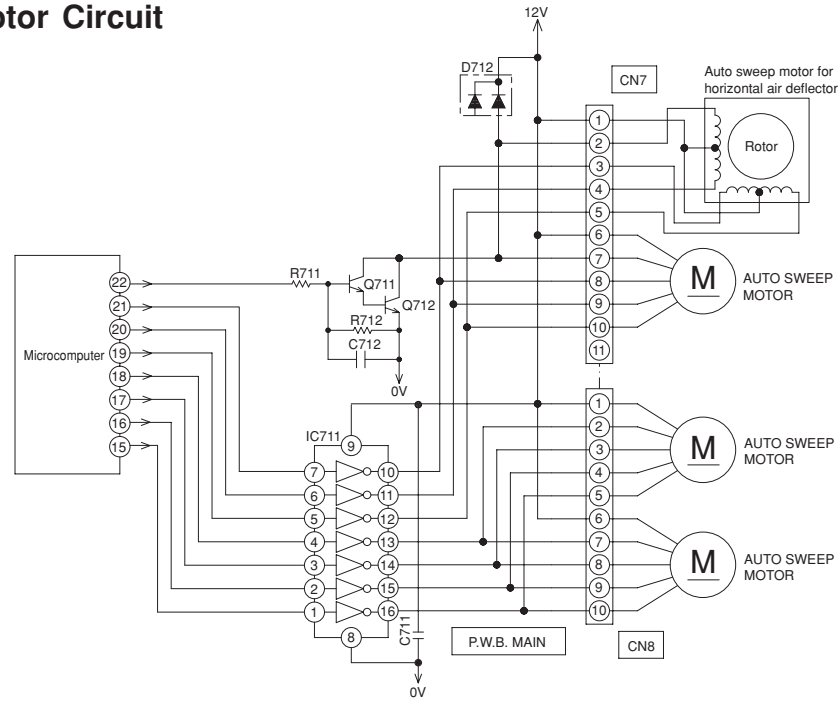 otor Circuit
12V
D712
CN7
Auto sweep motor for
horizontal air deflector
Rotor
1
2
3
4
5
6
7
8
9
10
11
M
AUTO SWEEP
MOTOR
Microcomputer
22
21
20
19
18
17
16
15
R711
Q711
Q712
R712
C712
0V
IC711
9
7
6
5
4
3
2
1
10
11
12
13
14
15
16
8
C711
0V
1
2
3
4
5
6
7
8
9
10
M
AUTO SWEEP
MOTOR
M
AUTO SWEEP
MOTOR
P.W.B. MAIN
CN8